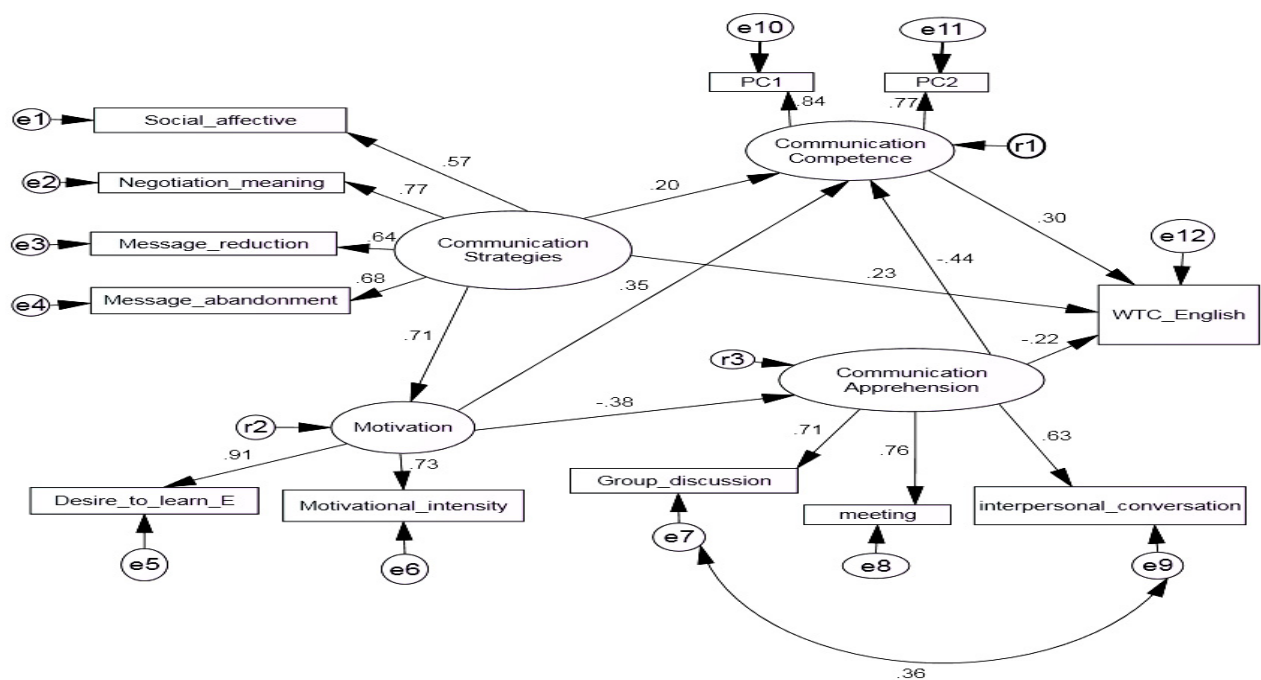 e10
e11
PC1
PC2
.84
.77
e1
Social_affective
Communication
Competence
r1
.57
e2
Negotiation_meaning
.77
.20
.30
e12
e3
Message_reduction
.64
Communication
Strategies
.23
-.44
e4
Message_abandonment
.68
.35
WTC_English
.71
-.22
r3
Communication
Apprehension
-.38
r2
Motivation
.91
.73
.71
.76
.63
Desire_to_learn_E
Motivational_intensity
Group_discussion
meeting
interpersonal_conversation
e5
e6
e7
e8
e9
.36